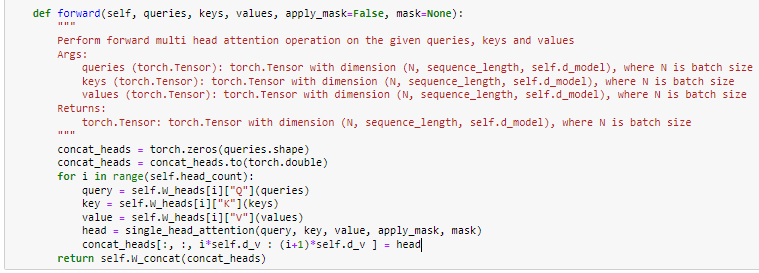 def forward(self, queries, keys, values, apply_mask=False, mask=None):
    """
    Perform forward multi head attention operation on the given queries, keys and values
    Args:
        queries (torch.Tensor): torch.Tensor with dimension (N, sequence_length, self.d_model), where N is batch size
        keys (torch.Tensor): torch.Tensor with dimension (N, sequence_length, self.d_model), where N is batch size
        values (torch.Tensor): torch.Tensor with dimension (N, sequence_length, self.d_model), where N is batch size
    Returns:
        torch.Tensor: torch.Tensor with dimension (N, sequence_length, self.d_model), where N is batch size
    """
    concat_heads = torch.zeros(queries.shape)
    concat_heads = concat_heads.to(torch.double)
    for i in range(self.head_count):
        query = self.W_heads[i]["Q"](queries)
        key = self.W_heads[i]["K"](keys)
        value = self.W_heads[i]["V"](values)
        head = single_head_attention(query, key, value, apply_mask, mask)
        concat_heads[:, :, i*self.d_v : (i+1)*self.d_v ] = head
    return self.W_concat(concat_heads)